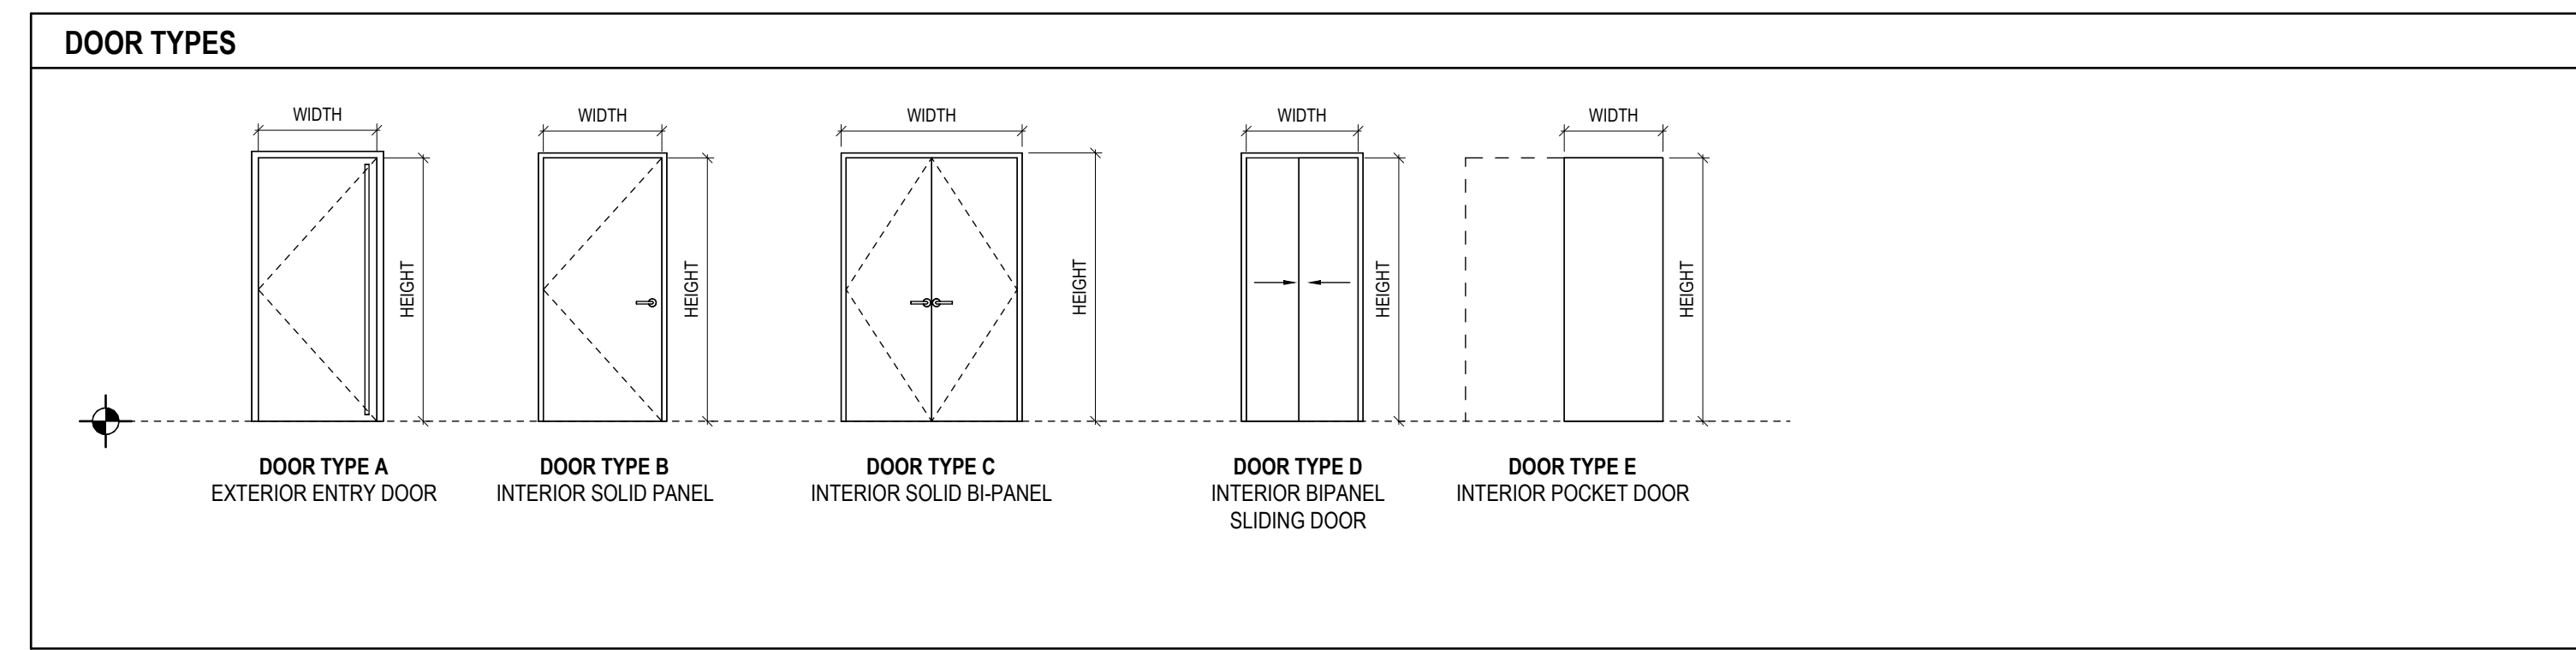 DOOR TYPES
WIDTH
WIDTH
WIDTH
WIDTH
WIDTH
HEIGHT
HEIGHT
HEIGHT
HEIGHT
HEIGHT
DOOR TYPE A
EXTERIOR ENTRY DOOR
DOOR TYPE B
INTERIOR SOLID PANEL
DOOR TYPE C
INTERIOR SOLID BI-PANEL
DOOR TYPE D
INTERIOR BIPANEL
SLIDING DOOR
DOOR TYPE E
INTERIOR POCKET DOOR